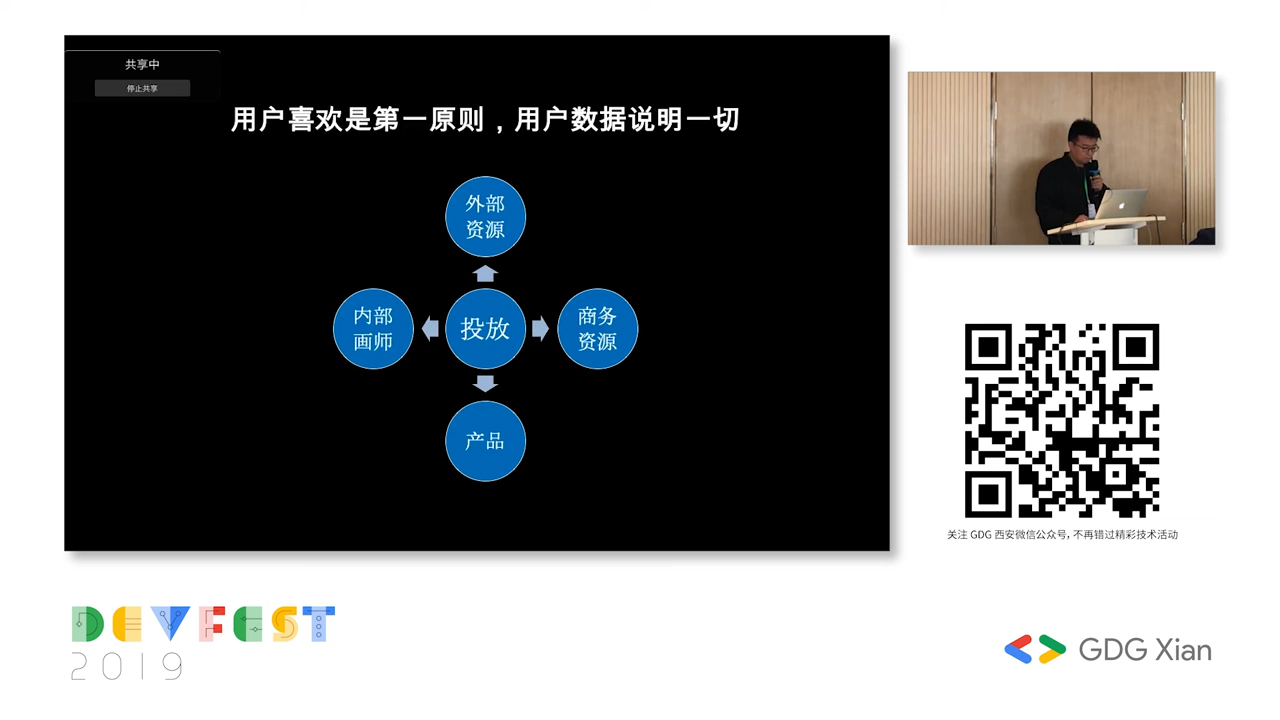 共享中
停止共享
用户喜欢是第一原则，用户数据说明一切
外部
资源
内部
画师
投放
商务
资源
产品
关注 GDG 西安微信公众号, 不再错过精彩技术活动
DEVFEST
2019
GDG Xian